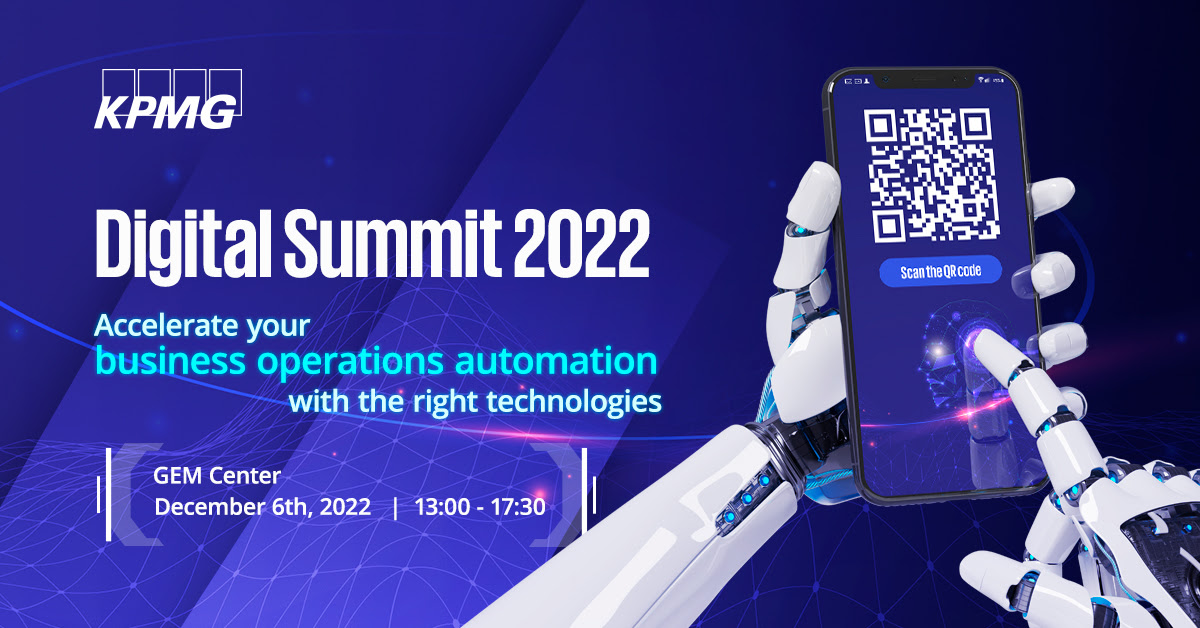 KPMG
Digital Summit 2022
Accelerate your
business operations automation
with the right technologies
GEM Center
December 6th, 2022 | 13:00 - 17:30
Scan the QR code